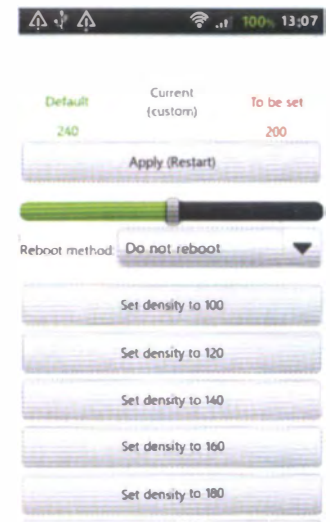 100% 13:07
Default Current (custom) To be set
240 200
Apply (Restart)
Reboot method: Do not reboot
Set density to 100
Set density to 120
Set density to 140
Set density to 160
Set density to 180